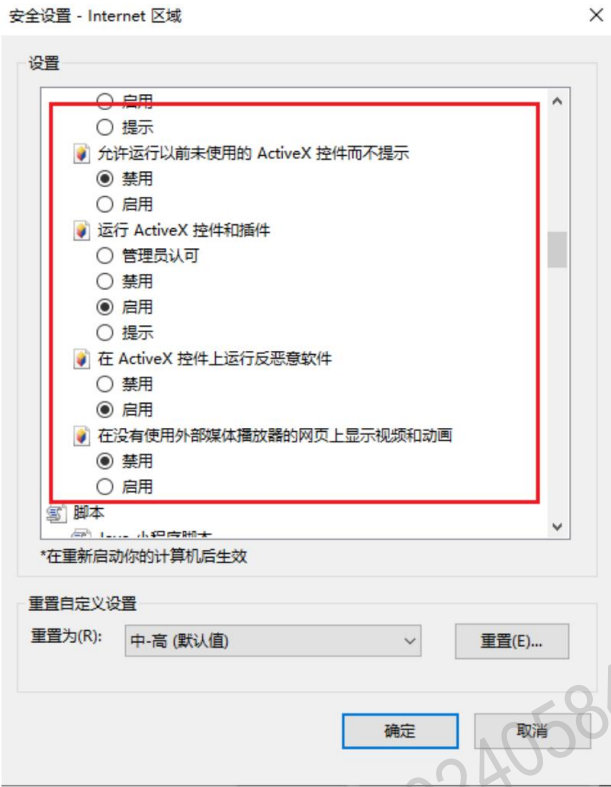 安全设置 - Internet 区域
设置
启用
提示
允许运行以前未使用的 ActiveX 控件而不提示
禁用
启用
运行 ActiveX 控件和插件
管理员认可
禁用
启用
提示
在 ActiveX 控件上运行反恶意软件
禁用
启用
在没有使用外部媒体播放器的网页上显示视频和动画
禁用
启用
脚本
Java 小程序脚本
*在重新启动你的计算机后生效
重置自定义设置
重置为(R):
中-高 (默认值)
重置(E)...
确定
取消